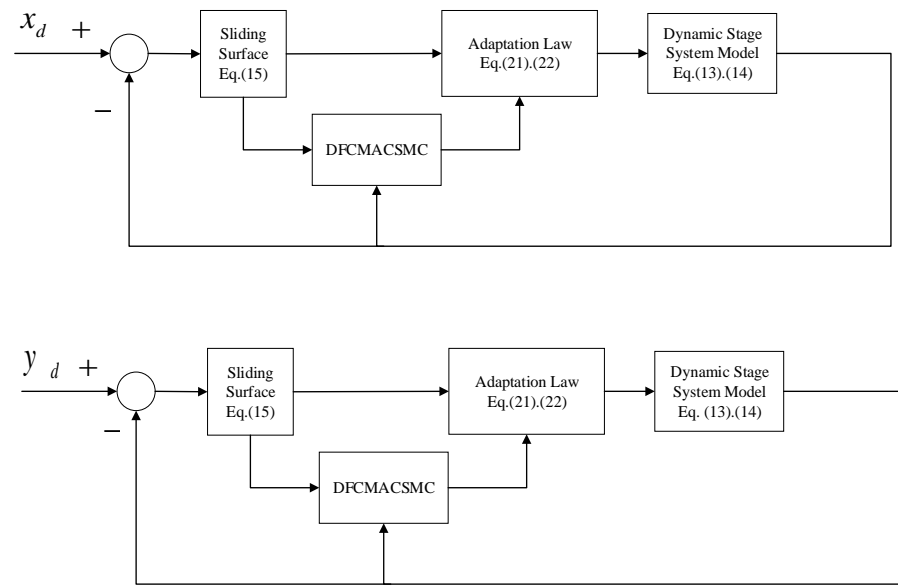 x_d +
Sliding
Surface
Eq.(15)
Adaptation Law
Eq.(21).(22)
Dynamic Stage
System Model
Eq.(13).(14)
−
DFCMACSMC
y_d +
Sliding
Surface
Eq.(15)
Adaptation Law
Eq.(21).(22)
Dynamic Stage
System Model
Eq. (13).(14)
−
DFCMACSMC